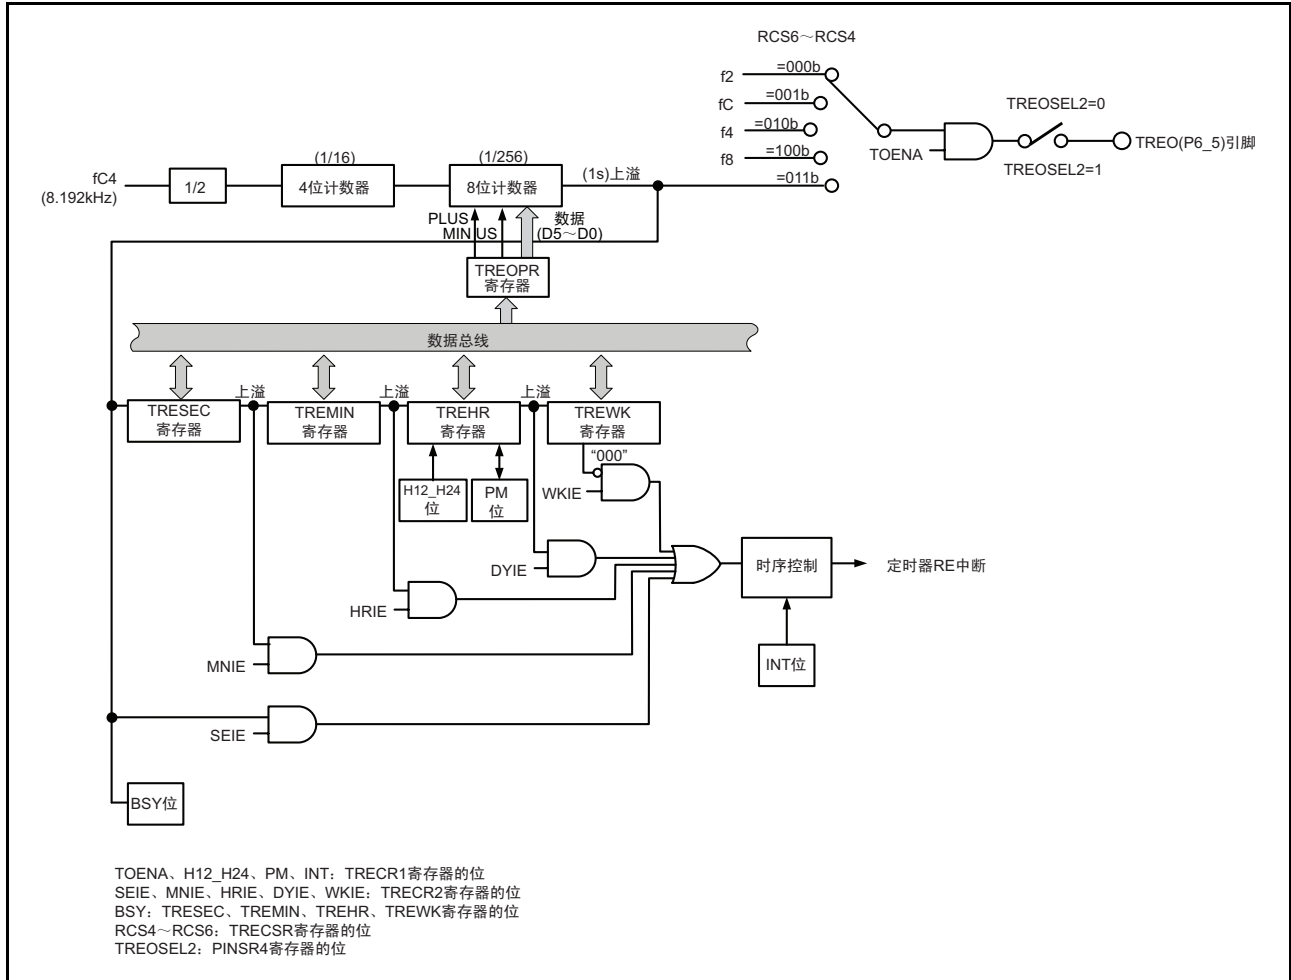 RCS6～RCS4
f2
=000b
fC
=001b
f4
=010b
f8
=100b
=011b
TOENA
TREOSEL2=0
TREOSEL2=1
TREO(P6_5)引脚
fC4
(8.192kHz)
1/2
(1/16)
4位计数器
(1/256)
8位计数器
(1s)上溢
PLUS
MINUS
数据
(D5～D0)
TREOPR
寄存器
数据总线
TRESEC
寄存器
上溢
TREMIN
寄存器
上溢
TREHR
寄存器
上溢
TREWK
寄存器
H12_H24
位
PM
位
“000”
WKIE
DYIE
HRIE
MNIE
SEIE
时序控制
定时器RE中断
INT位
BSY位
TOENA、H12_H24、PM、INT：TRECR1寄存器的位
SEIE、MNIE、HRIE、DYIE、WKIE：TRECR2寄存器的位
BSY：TRESEC、TREMIN、TREHR、TREWK寄存器的位
RCS4～RCS6：TRECSR寄存器的位
TREOSEL2：PINSR4寄存器的位